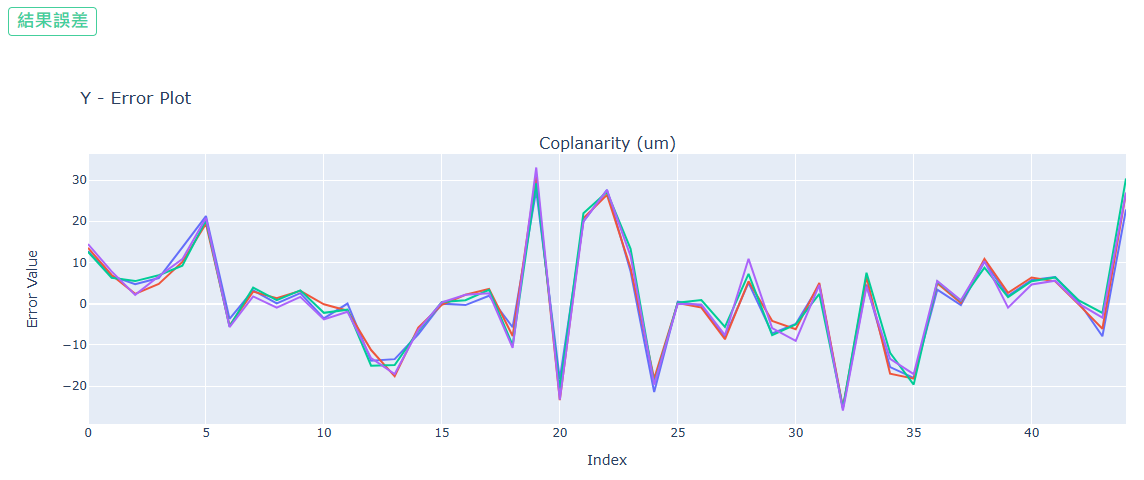 結果誤差
Y - Error Plot
Coplanarity (um)
30
20
10
0
−10
−20
Error Value
0 5 10 15 20 25 30 35 40
Index